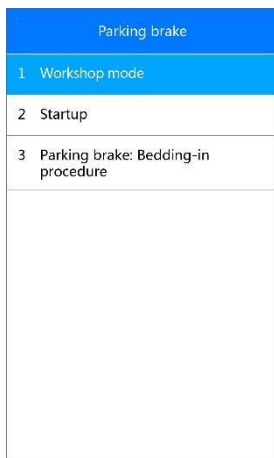 Parking brake
1 Workshop mode
2 Startup
3 Parking brake: Bedding-in
procedure